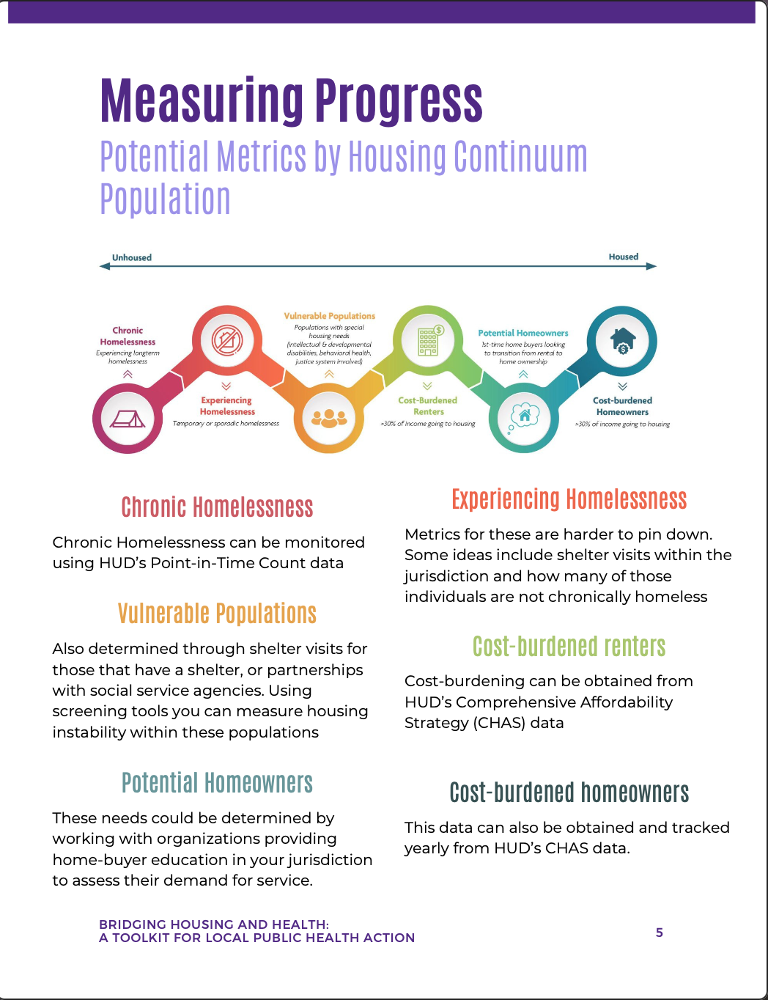 Measuring Progress
Potential Metrics by Housing Continuum
Population
Unhoused
Housed
Chronic
Homelessness
Experiencing longterm
homelessness
Experiencing
Homelessness
Temporary or sporadic homelessness
Vulnerable Populations
Populations with special
housing needs
(intellectual & developmental
disabilities, behavioral health,
justice system involved)
$
Cost-Burdened
Renters
>30% of income going to housing
Potential Homeowners
1st-time home buyers looking
to transition from rental to
home ownership
$
Cost-burdened
Homeowners
>30% of income going to housing
Chronic Homelessness
Chronic Homelessness can be monitored
using HUD’s Point-in-Time Count data
Experiencing Homelessness
Metrics for these are harder to pin down.
Some ideas include shelter visits within the
jurisdiction and how many of those
individuals are not chronically homeless
Vulnerable Populations
Also determined through shelter visits for
those that have a shelter, or partnerships
with social service agencies. Using
screening tools you can measure housing
instability within these populations
Cost-burdened renters
Cost-burdening can be obtained from
HUD’s Comprehensive Affordability
Strategy (CHAS) data
Potential Homeowners
These needs could be determined by
working with organizations providing
home-buyer education in your jurisdiction
to assess their demand for service.
Cost-burdened homeowners
This data can also be obtained and tracked
yearly from HUD’s CHAS data.
BRIDGING HOUSING AND HEALTH:
A TOOLKIT FOR LOCAL PUBLIC HEALTH ACTION
5